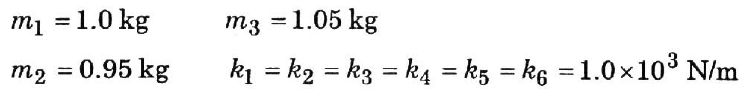 m₁ = 1.0 kg m₃ = 1.05 kg
m₂ = 0.95 kg k₁ = k₂ = k₃ = k₄ = k₅ = k₆ = 1.0×10³ N/m